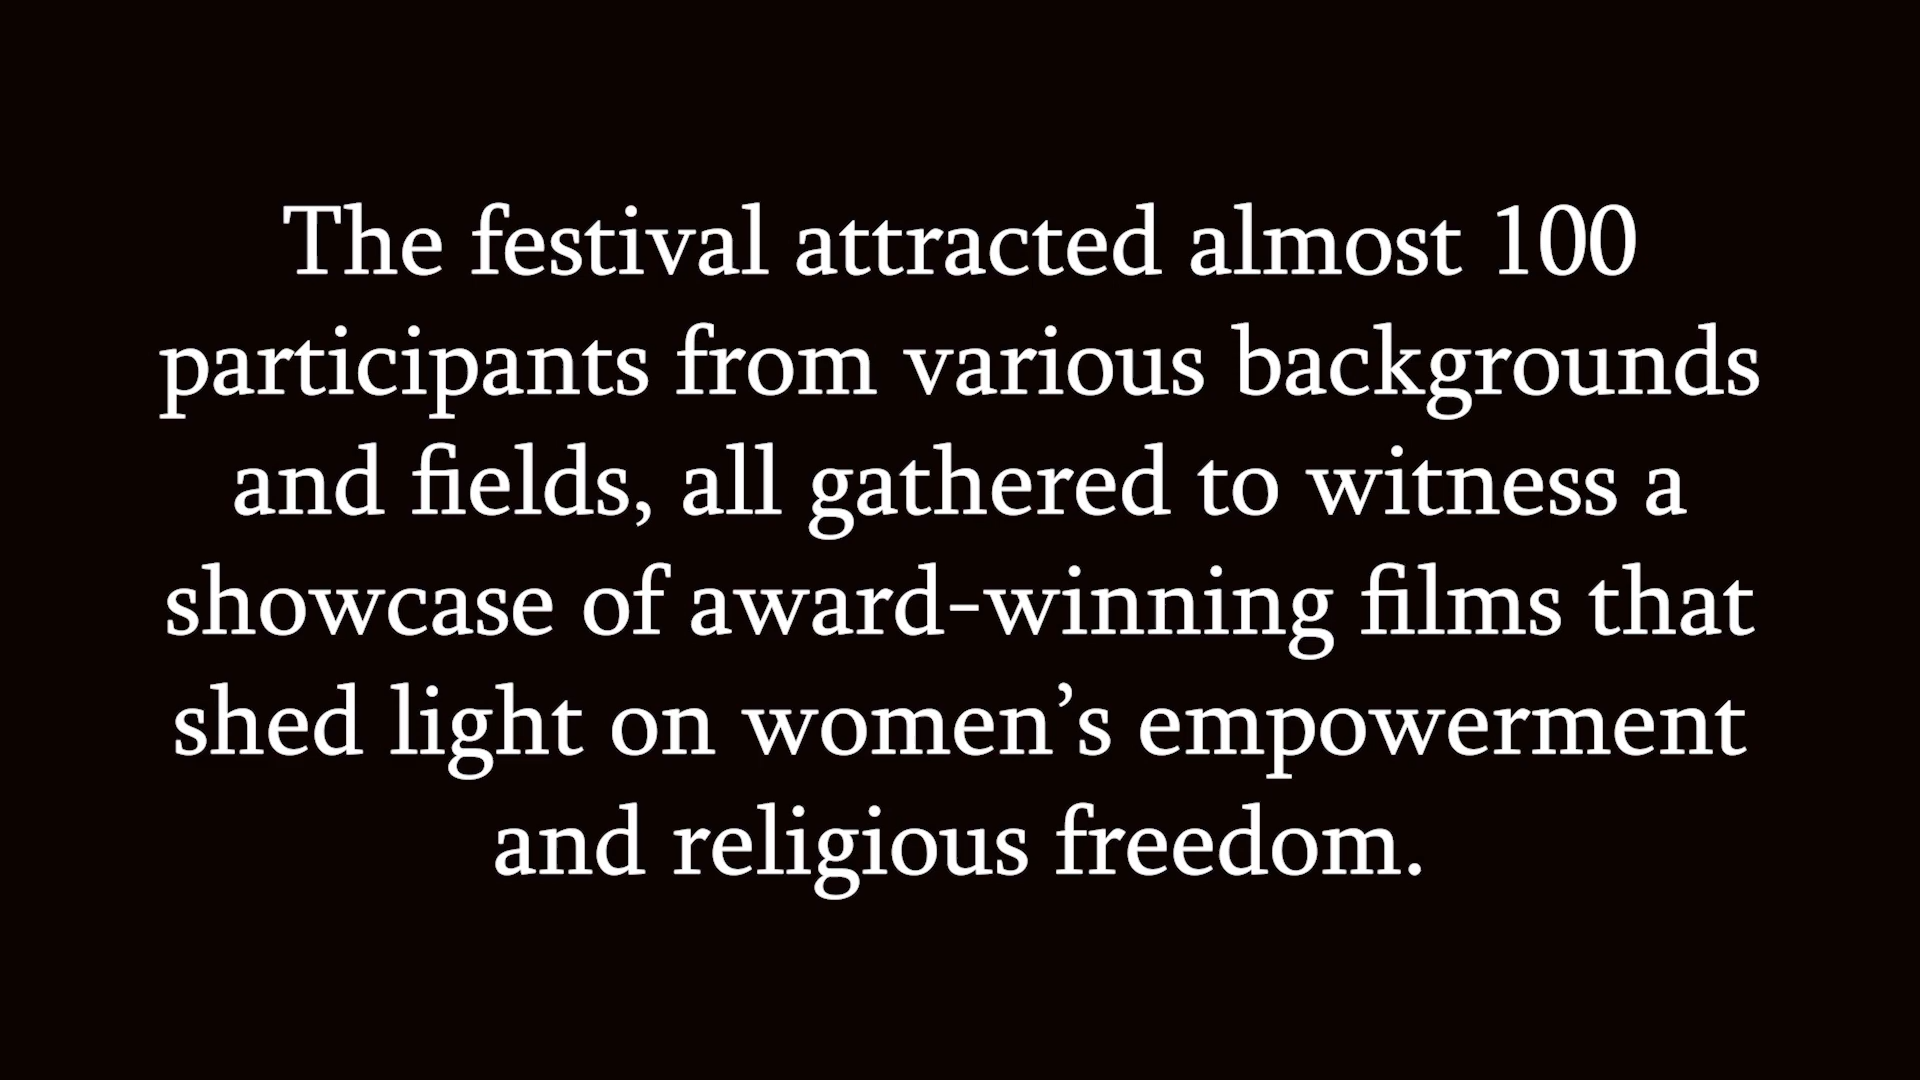 The festival attracted almost 100
participants from various backgrounds
and fields, all gathered to witness a
showcase of award-winning films that
shed light on women’s empowerment
and religious freedom.